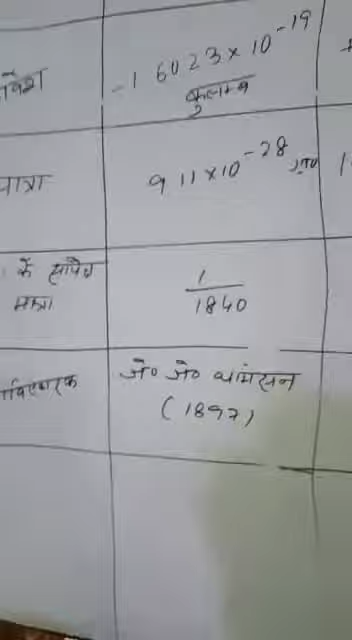 -1 6023 × 10⁻¹⁹
कुलाम्ब
मात्रा
9 11 × 10⁻²⁸ ग्राम
के सापेक्ष
मात्रा
1/1840
जे० जे० थामसन
(1897)